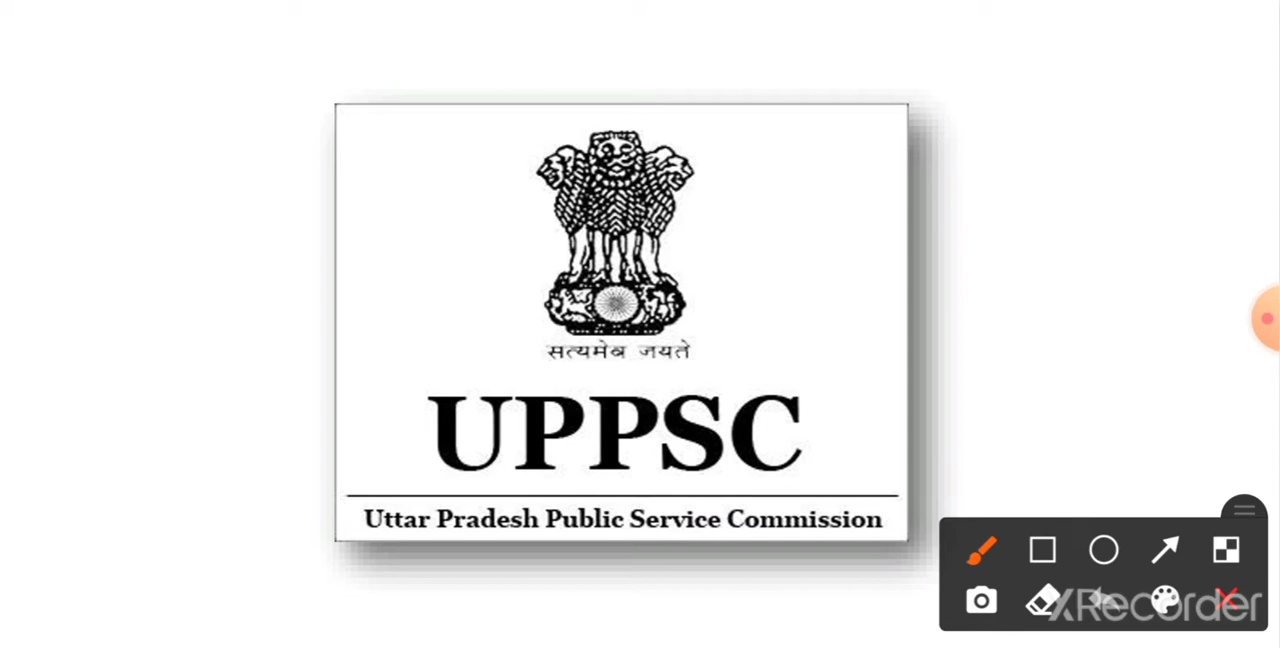 सत्यमेव जयते
UPPSC
Uttar Pradesh Public Service Commission
XRecorder